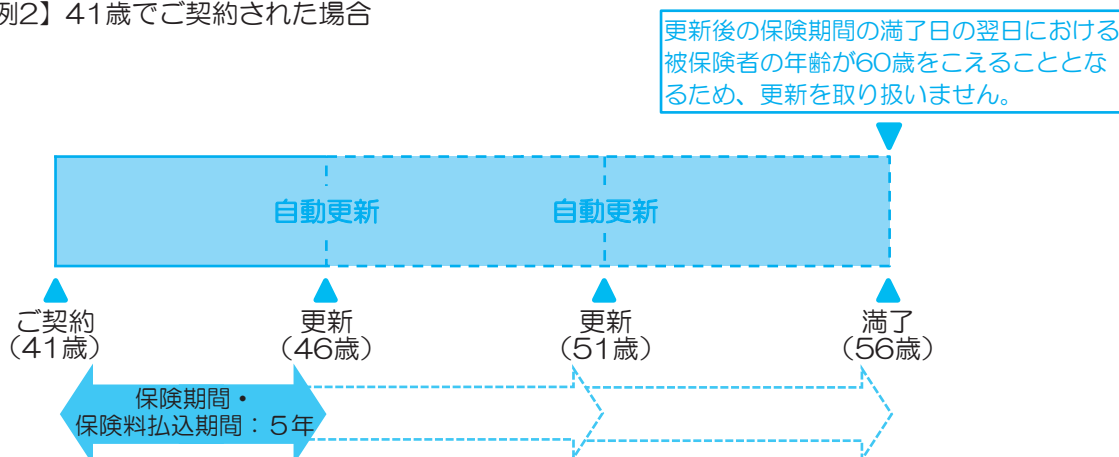 例2】41歳でご契約された場合
更新後の保険期間の満了日の翌日における
被保険者の年齢が60歳をこえることとな
るため、更新を取り扱いません。
自動更新 自動更新
ご契約 更新 更新 満了
（41歳） （46歳） （51歳） （56歳）
保険期間・
保険料払込期間：5年